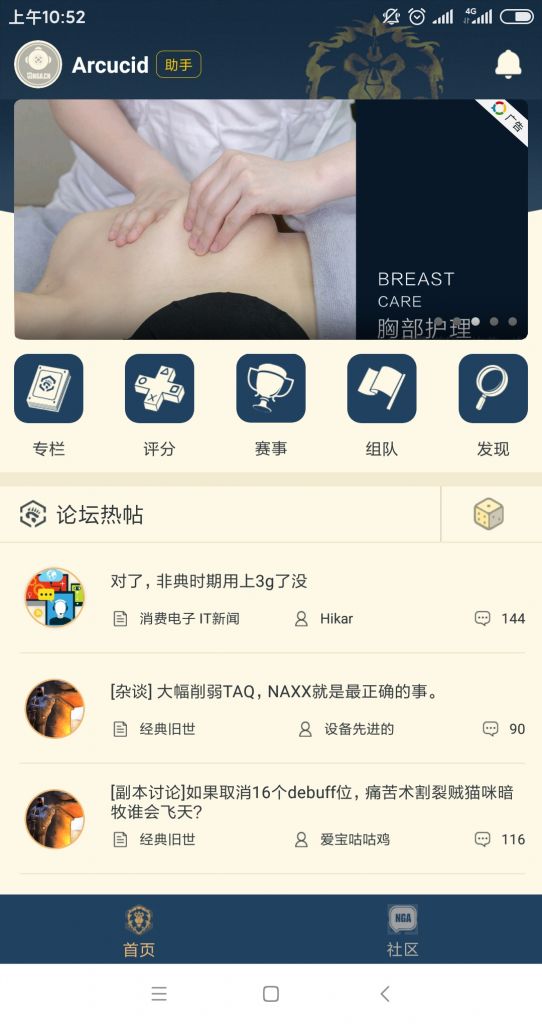 上午10:52
4G
NGA.CN
Arcucid 助手
广告
BREAST
CARE
胸部护理
专栏 评分 赛事 组队 发现
论坛热帖
对了，非典时期用上3g了没
消费电子 IT新闻 Hikar 144
[杂谈] 大幅削弱TAQ，NAXX就是最正确的事。
经典旧世 设备先进的 90
[副本讨论]如果取消16个debuff位，痛苦术割裂贼猫咪暗
牧谁会飞天？
经典旧世 爱宝咕咕鸡 116
NGA
首页 社区